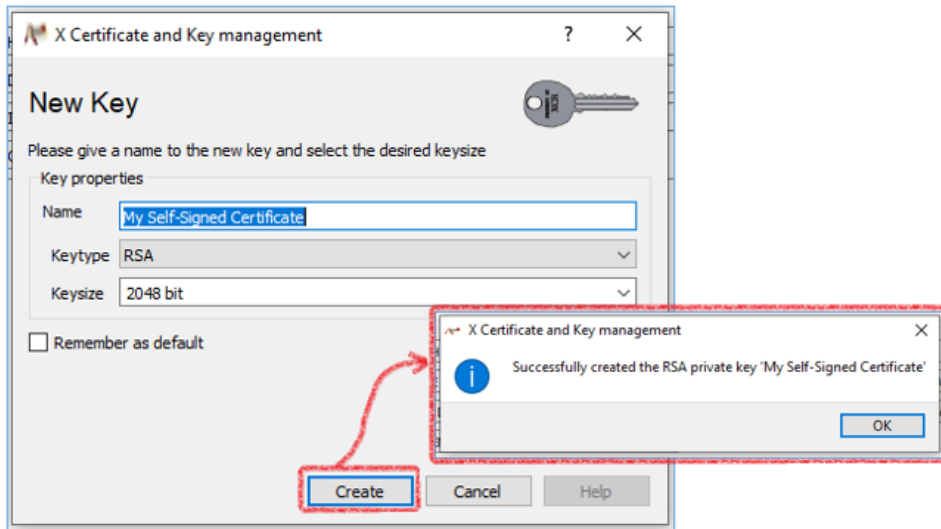 X Certificate and Key management
?
New Key
Please give a name to the new key and select the desired keysize
Key properties
Name
My Self-Signed Certificate
Keytype
RSA
Keysize
2048 bit
Remember as default
X Certificate and Key management
Successfully created the RSA private key 'My Self-Signed Certificate'
OK
Create
Cancel
Help